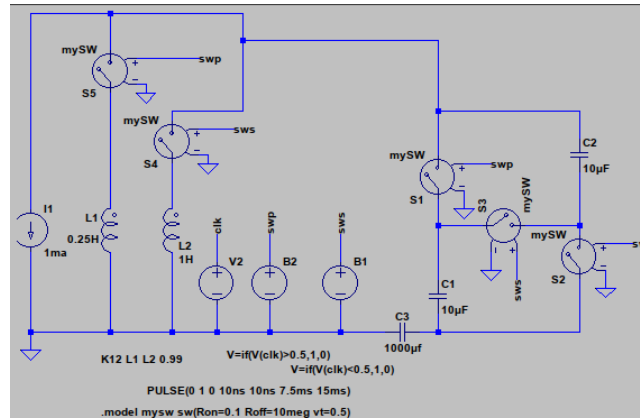 mySW
+
swp
−
S5
mySW
+
sws
−
S4
C2
10µF
mySW
+
swp
−
S1
S3
mySW
mySW
+
−
S2
sws
I1
1ma
L1
0.25H
L2
1H
clk
swp
sws
V2
B2
B1
C1
10µF
C3
1000µf
K12 L1 L2 0.99
V=if(V(clk)>0.5,1,0)
V=if(V(clk)<0.5,1,0)
PULSE(0 1 0 10ns 10ns 7.5ms 15ms)
.model mysw sw(Ron=0.1 Roff=10meg vt=0.5)